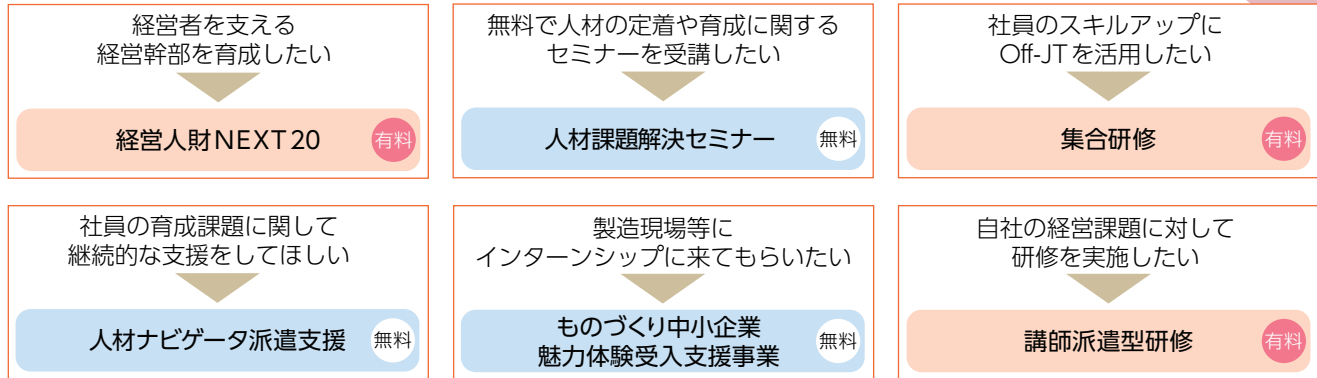 経営者を支える
経営幹部を育成したい
経営人財NEXT20 有料
無料で人材の定着や育成に関する
セミナーを受講したい
人材課題解決セミナー 無料
社員のスキルアップに
Off-JTを活用したい
集合研修 有料
社員の育成課題に関して
継続的な支援をしてほしい
人材ナビゲータ派遣支援 無料
製造現場等に
インターンシップに来てもらいたい
ものづくり中小企業
魅力体験受入支援事業 無料
自社の経営課題に対して
研修を実施したい
講師派遣型研修 有料